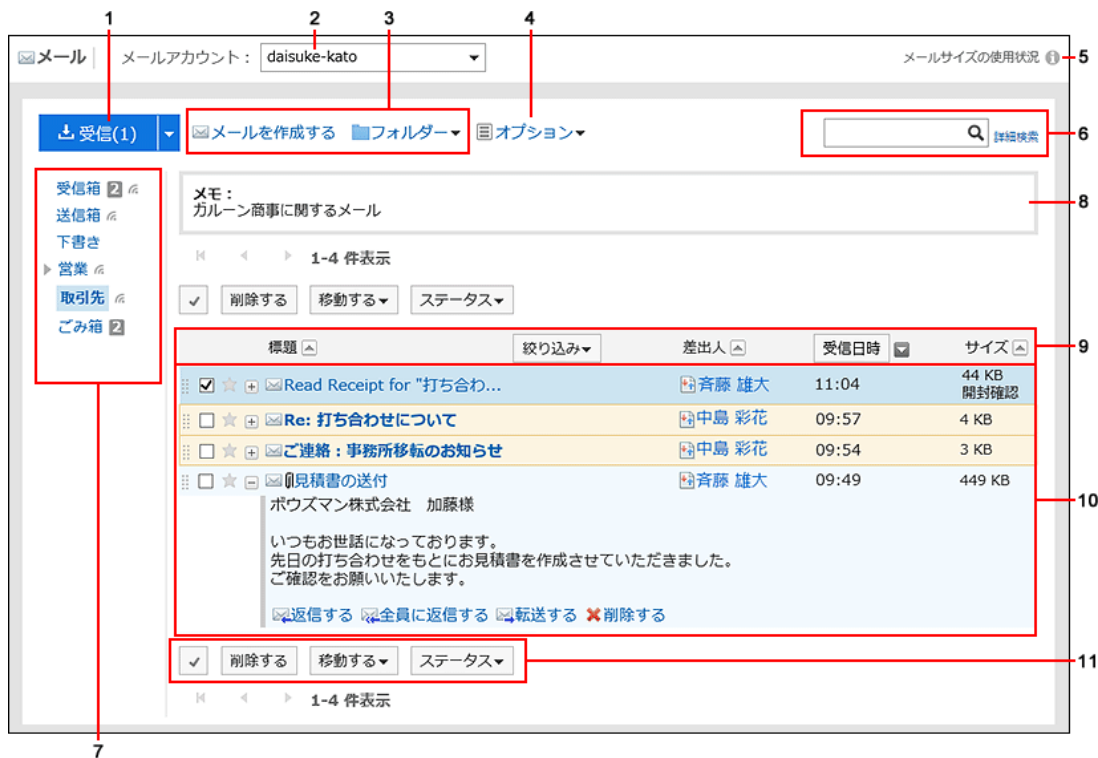 1 2 3 4
メール メールアカウント： daisuke-kato メールサイズの使用状況 5
受信(1) メールを作成する フォルダー オプション 詳細検索 6
受信箱 2
送信箱
下書き
営業
取引先
ごみ箱 2
7
メモ：
ガルーン商事に関するメール
8
1-4 件表示
削除する 移動する ステータス
標題 絞り込み 差出人 受信日時 サイズ 9
Read Receipt for "打ち合わ... 斉藤 雄大 11:04 44 KB
開封確認
Re: 打ち合わせについて 中島 彩花 09:57 4 KB
ご連絡：事務所移転のお知らせ 中島 彩花 09:54 3 KB
見積書の送付 斉藤 雄大 09:49 449 KB
ボウズマン株式会社 加藤様
10
いつもお世話になっております。
先日の打ち合わせをもとにお見積書を作成させていただきました。
ご確認をお願いいたします。
返信する 全員に返信する 転送する 削除する
削除する 移動する ステータス 11
1-4 件表示